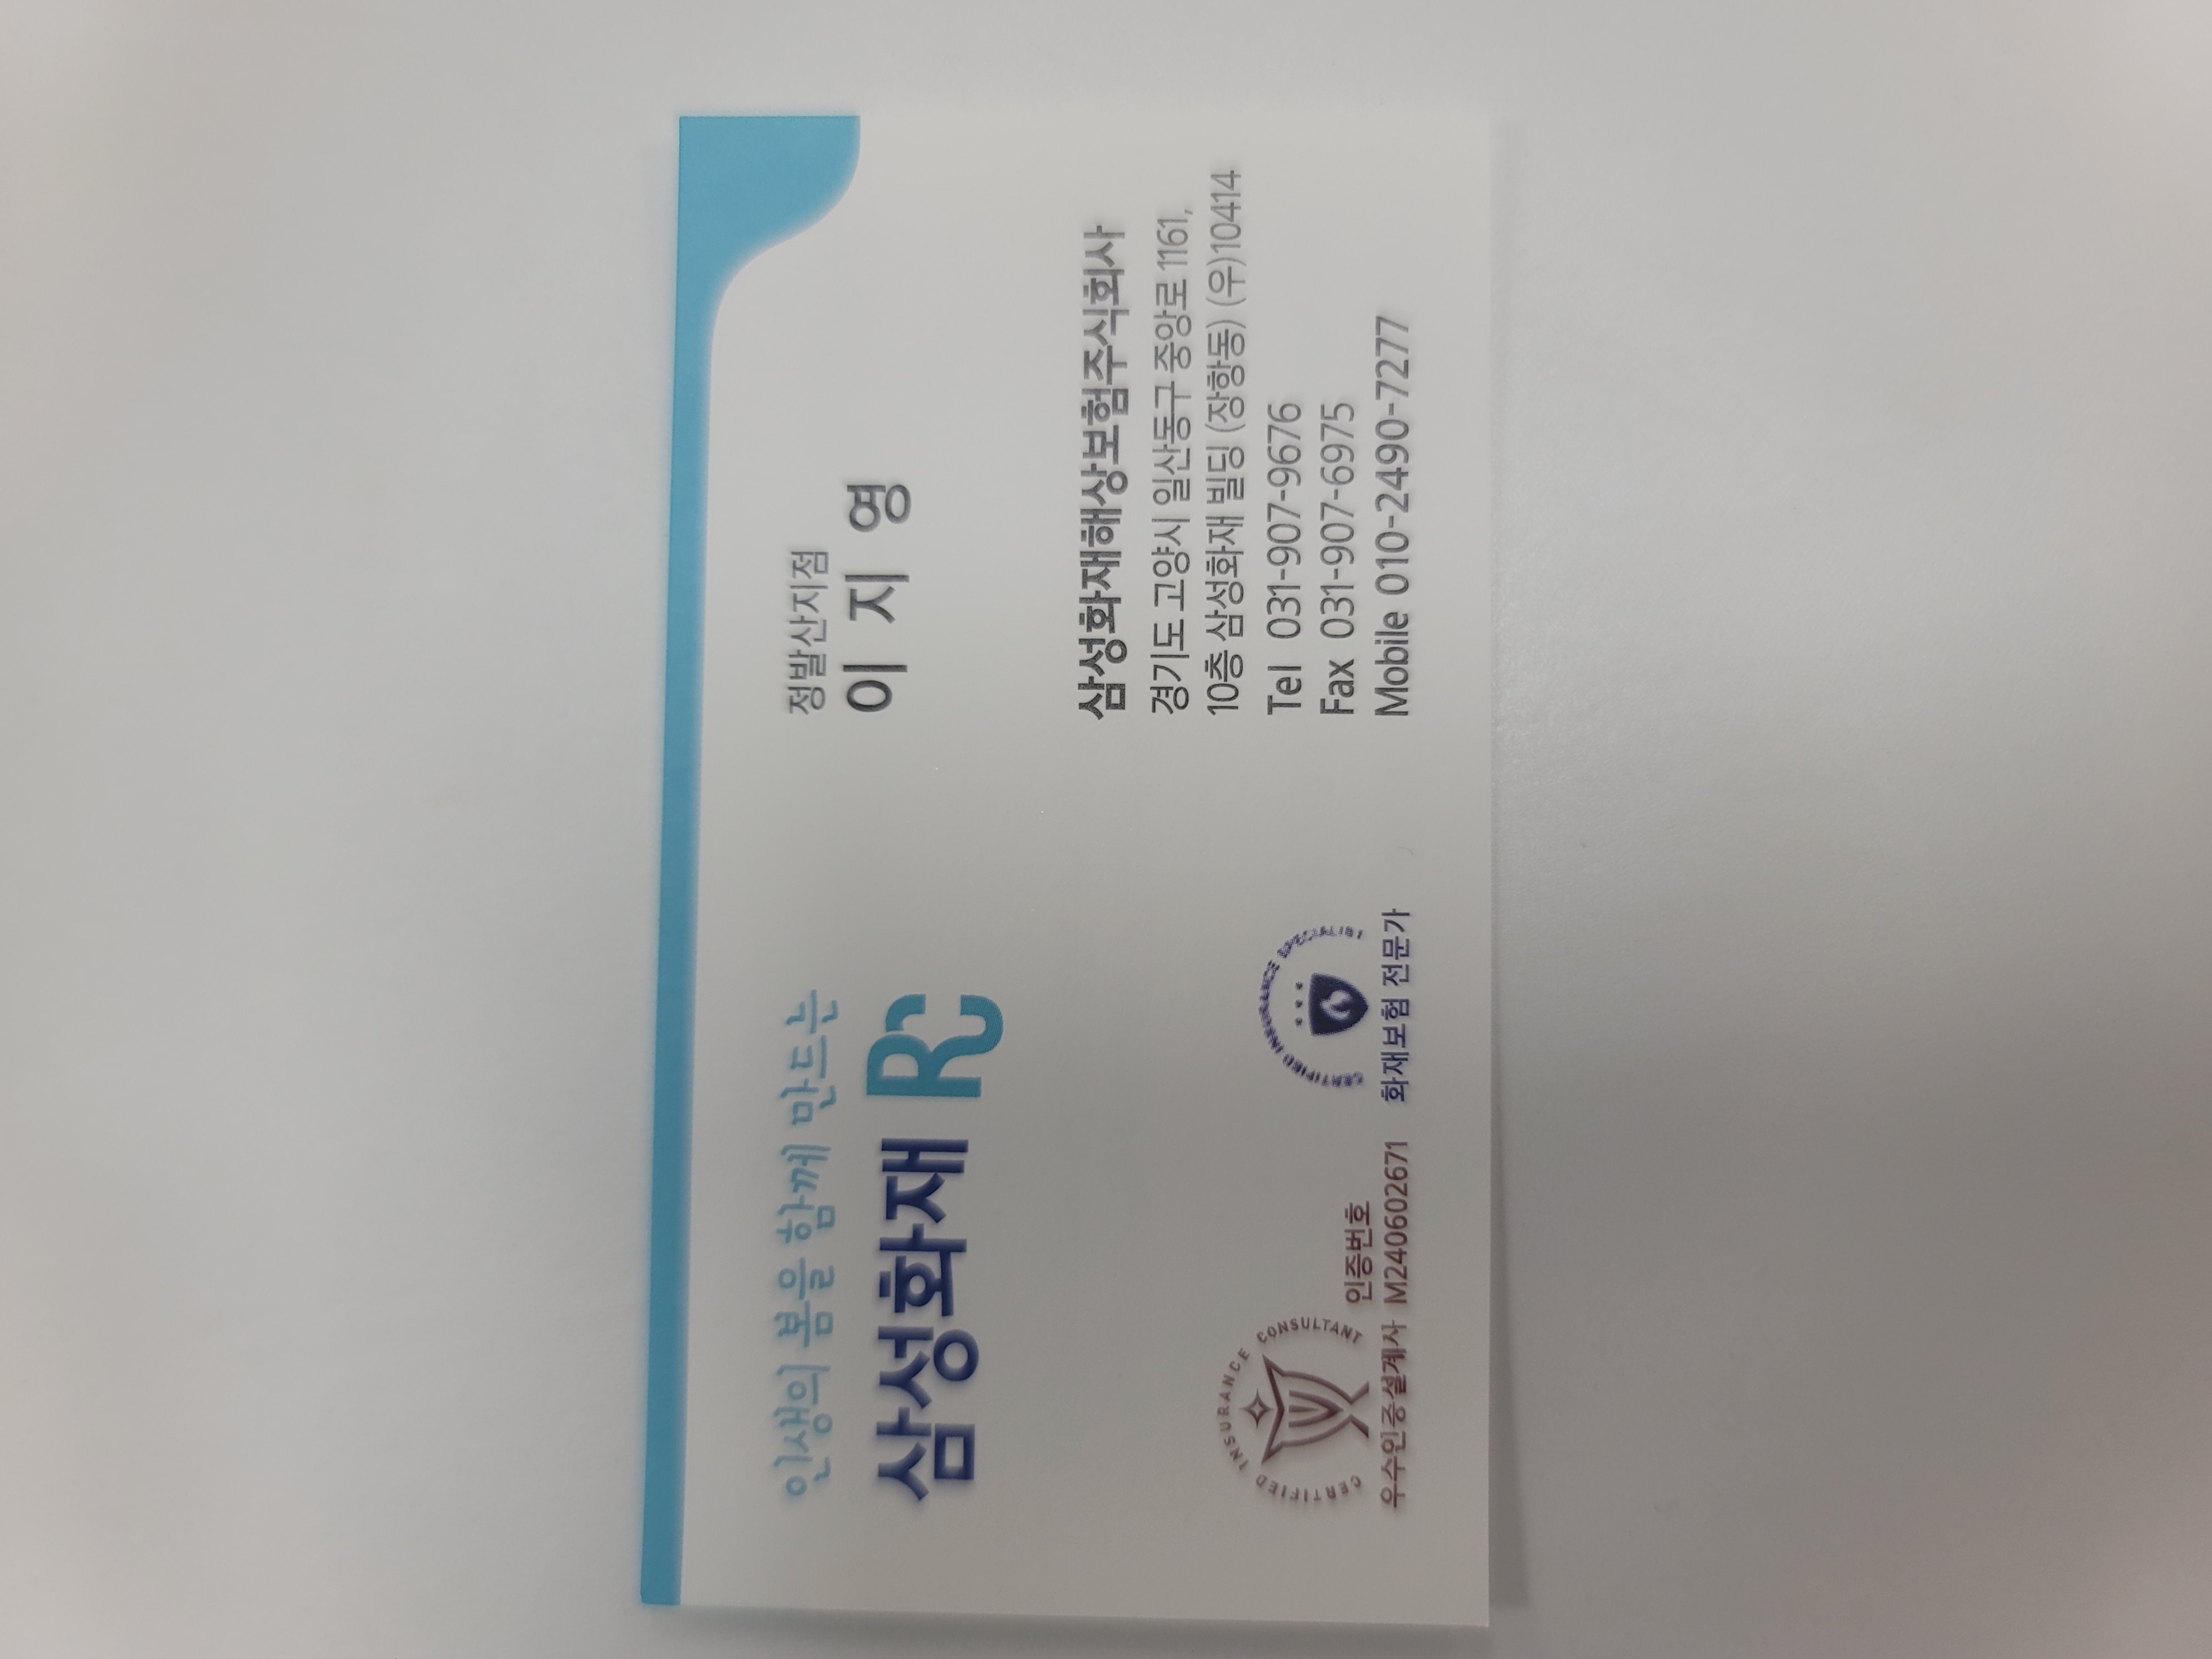 인생의 봄을 함께 만드는
삼성화재 RC
정발산지점
이지영
삼성화재해상보험주식회사
경기도 고양시 일산동구 중앙로 1161,
10층 삼성화재 빌딩 (장항동) (우)10414
Tel 031-907-9676
Fax 031-907-6975
Mobile 010-2490-7277
CERTIFIED INSURANCE CONSULTANT
인증번호
우수인증설계사 M240602671
CERTIFIED INSURANCE SPECIALIST
화재보험 전문가